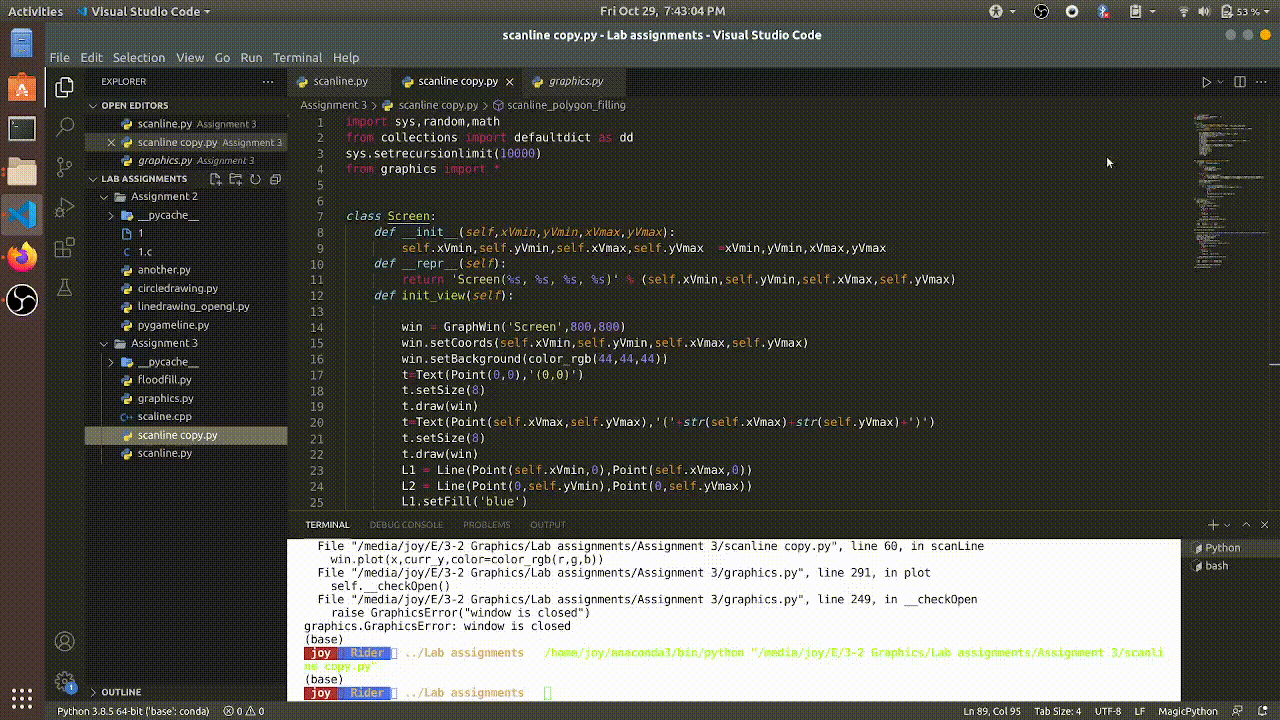 Activities Visual Studio Code Fri Oct 29, 7:43:04 PM 53 %
scanline copy.py - Lab assignments - Visual Studio Code
File Edit Selection View Go Run Terminal Help
EXPLORER
OPEN EDITORS
scanline.py Assignment 3
scanline copy.py Assignment 3
graphics.py Assignment 3
LAB ASSIGNMENTS
Assignment 2
__pycache__
1
1.c
another.py
circledrawing.py
linedrawing_opengl.py
pygameline.py
Assignment 3
__pycache__
floodfill.py
graphics.py
scaline.cpp
scanline copy.py
scanline.py
OUTLINE
scanline.py scanline copy.py graphics.py
Assignment 3 > scanline copy.py > scanline_polygon_filling
1 import sys,random,math
2 from collections import defaultdict as dd
3 sys.setrecursionlimit(10000)
4 from graphics import *
5
6
7 class Screen:
8 def __init__(self,xVmin,yVmin,xVmax,yVmax):
9 self.xVmin,self.yVmin,self.xVmax,self.yVmax =xVmin,yVmin,xVmax,yVmax
10 def __repr__(self):
11 return 'Screen(%s, %s, %s, %s)' % (self.xVmin,self.yVmin,self.xVmax,self.yVmax)
12 def init_view(self):
13
14 win = GraphWin('Screen',800,800)
15 win.setCoords(self.xVmin,self.yVmin,self.xVmax,self.yVmax)
16 win.setBackground(color_rgb(44,44,44))
17 t=Text(Point(0,0),'(0,0)')
18 t.setSize(8)
19 t.draw(win)
20 t=Text(Point(self.xVmax,self.yVmax),'('+str(self.xVmax)+str(self.yVmax)+')')
21 t.setSize(8)
22 t.draw(win)
23 L1 = Line(Point(self.xVmin,0),Point(self.xVmax,0))
24 L2 = Line(Point(0,self.yVmin),Point(0,self.yVmax))
25 L1.setFill('blue')
TERMINAL DEBUG CONSOLE PROBLEMS OUTPUT
File "/media/joy/E/3-2 Graphics/Lab assignments/Assignment 3/scanline copy.py", line 60, in scanLine
win.plot(x,curr_y,color=color_rgb(r,g,b))
File "/media/joy/E/3-2 Graphics/Lab assignments/Assignment 3/graphics.py", line 291, in plot
self.__checkOpen()
File "/media/joy/E/3-2 Graphics/Lab assignments/Assignment 3/graphics.py", line 249, in __checkOpen
raise GraphicsError("window is closed")
graphics.GraphicsError: window is closed
(base)
joy Rider ../Lab assignments /home/joy/anaconda3/bin/python "/media/joy/E/3-2 Graphics/Lab assignments/Assignment 3/scanli
ne copy.py"
(base)
joy Rider ../Lab assignments
Python
bash
1
Python 3.8.5 64-bit ('base': conda) 0 0 Ln 89, Col 95 Tab Size: 4 UTF-8 LF MagicPython